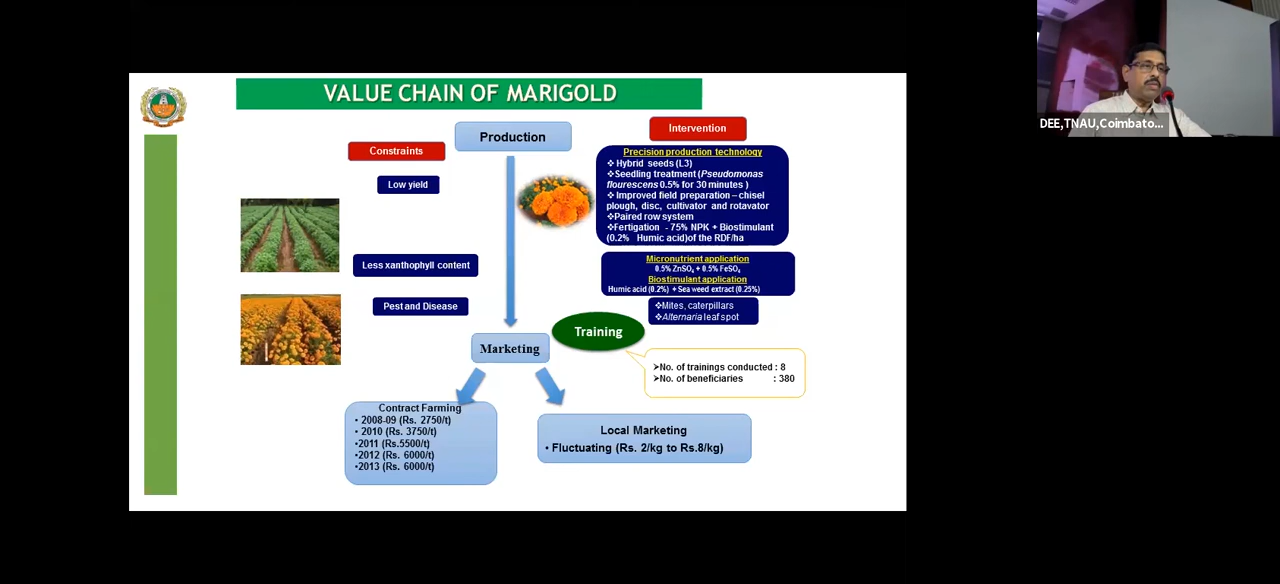 VALUE CHAIN OF MARIGOLD
DEE,TNAU,Coimbato...
Production
Intervention
Constraints
Low yield
Less xanthophyll content
Pest and Disease
Precision production technology
❖ Hybrid seeds (L3)
❖Seedling treatment (Pseudomonas
flourescens 0.5% for 30 minutes )
❖ Improved field preparation – chisel
plough, disc, cultivator and rotavator
❖Paired row system
❖Fertigation - 75% NPK + Biostimulant
(0.2% Humic acid)of the RDF/ha
Micronutrient application
0.5% ZnSO4 + 0.5% FeSO4
Biostimulant application
Humic acid (0.2%) + Sea weed extract (0.25%)
❖Mites, caterpillars
❖Alternaria leaf spot
Training
➢No. of trainings conducted : 8
➢No. of beneficiaries : 380
Marketing
Contract Farming
• 2008-09 (Rs. 2750/t)
• 2010 (Rs. 3750/t)
•2011 (Rs.5500/t)
•2012 (Rs. 6000/t)
•2013 (Rs. 6000/t)
Local Marketing
• Fluctuating (Rs. 2/kg to Rs.8/kg)